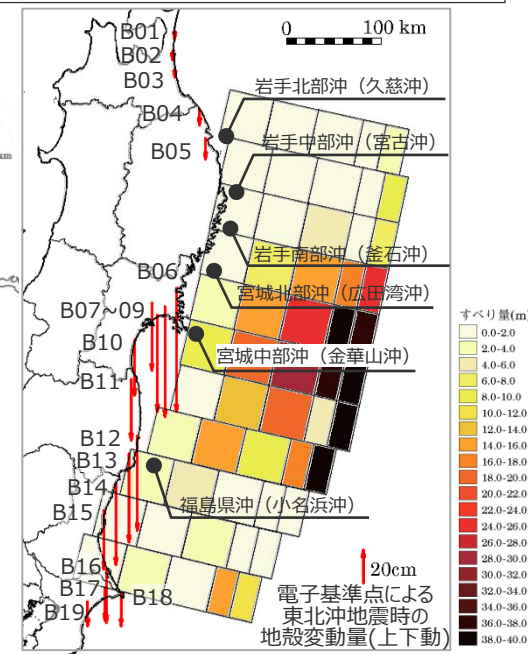 0 100 km
B01
B02
B03
B04
B05
B06
B07~09
B10
B11
B12
B13
B14
B15
B16
B17
B18
B19
岩手北部沖（久慈沖）
岩手中部沖（宮古沖）
岩手南部沖（釜石沖）
宮城北部沖（広田湾沖）
宮城中部沖（金華山沖）
福島県沖（小名浜沖）
20cm
電子基準点による
東北沖地震時の
地殻変動量(上下動)
km
すべり量(m)
0.0-2.0
2.0-4.0
4.0-6.0
6.0-8.0
8.0-10.0
10.0-12.0
12.0-14.0
14.0-16.0
16.0-18.0
18.0-20.0
20.0-22.0
22.0-24.0
24.0-26.0
26.0-28.0
28.0-30.0
30.0-32.0
32.0-34.0
34.0-36.0
36.0-38.0
38.0-40.0